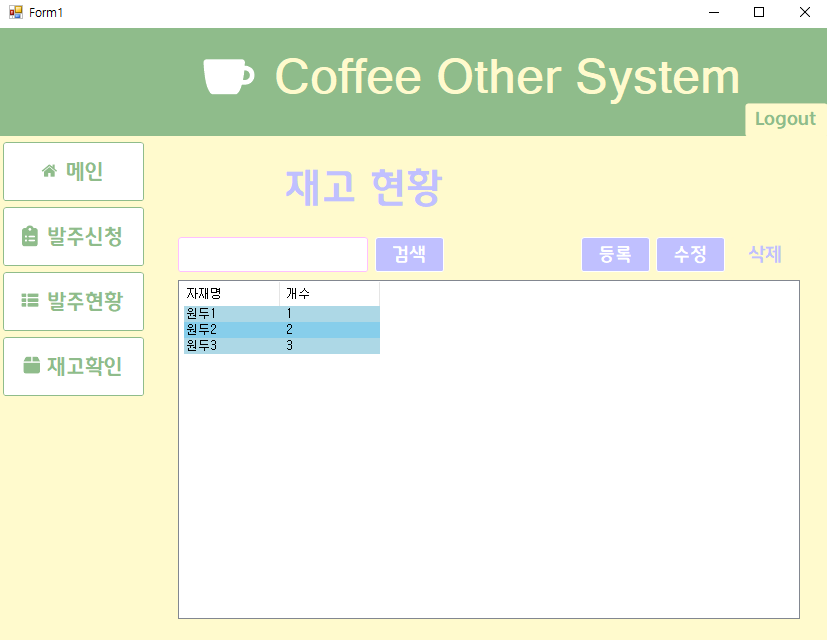 Form1
Coffee Other System
Logout
메인
발주신청
발주현황
재고확인
재고 현황
검색 등록 수정 삭제
자재명 개수
원두1 1
원두2 2
원두3 3